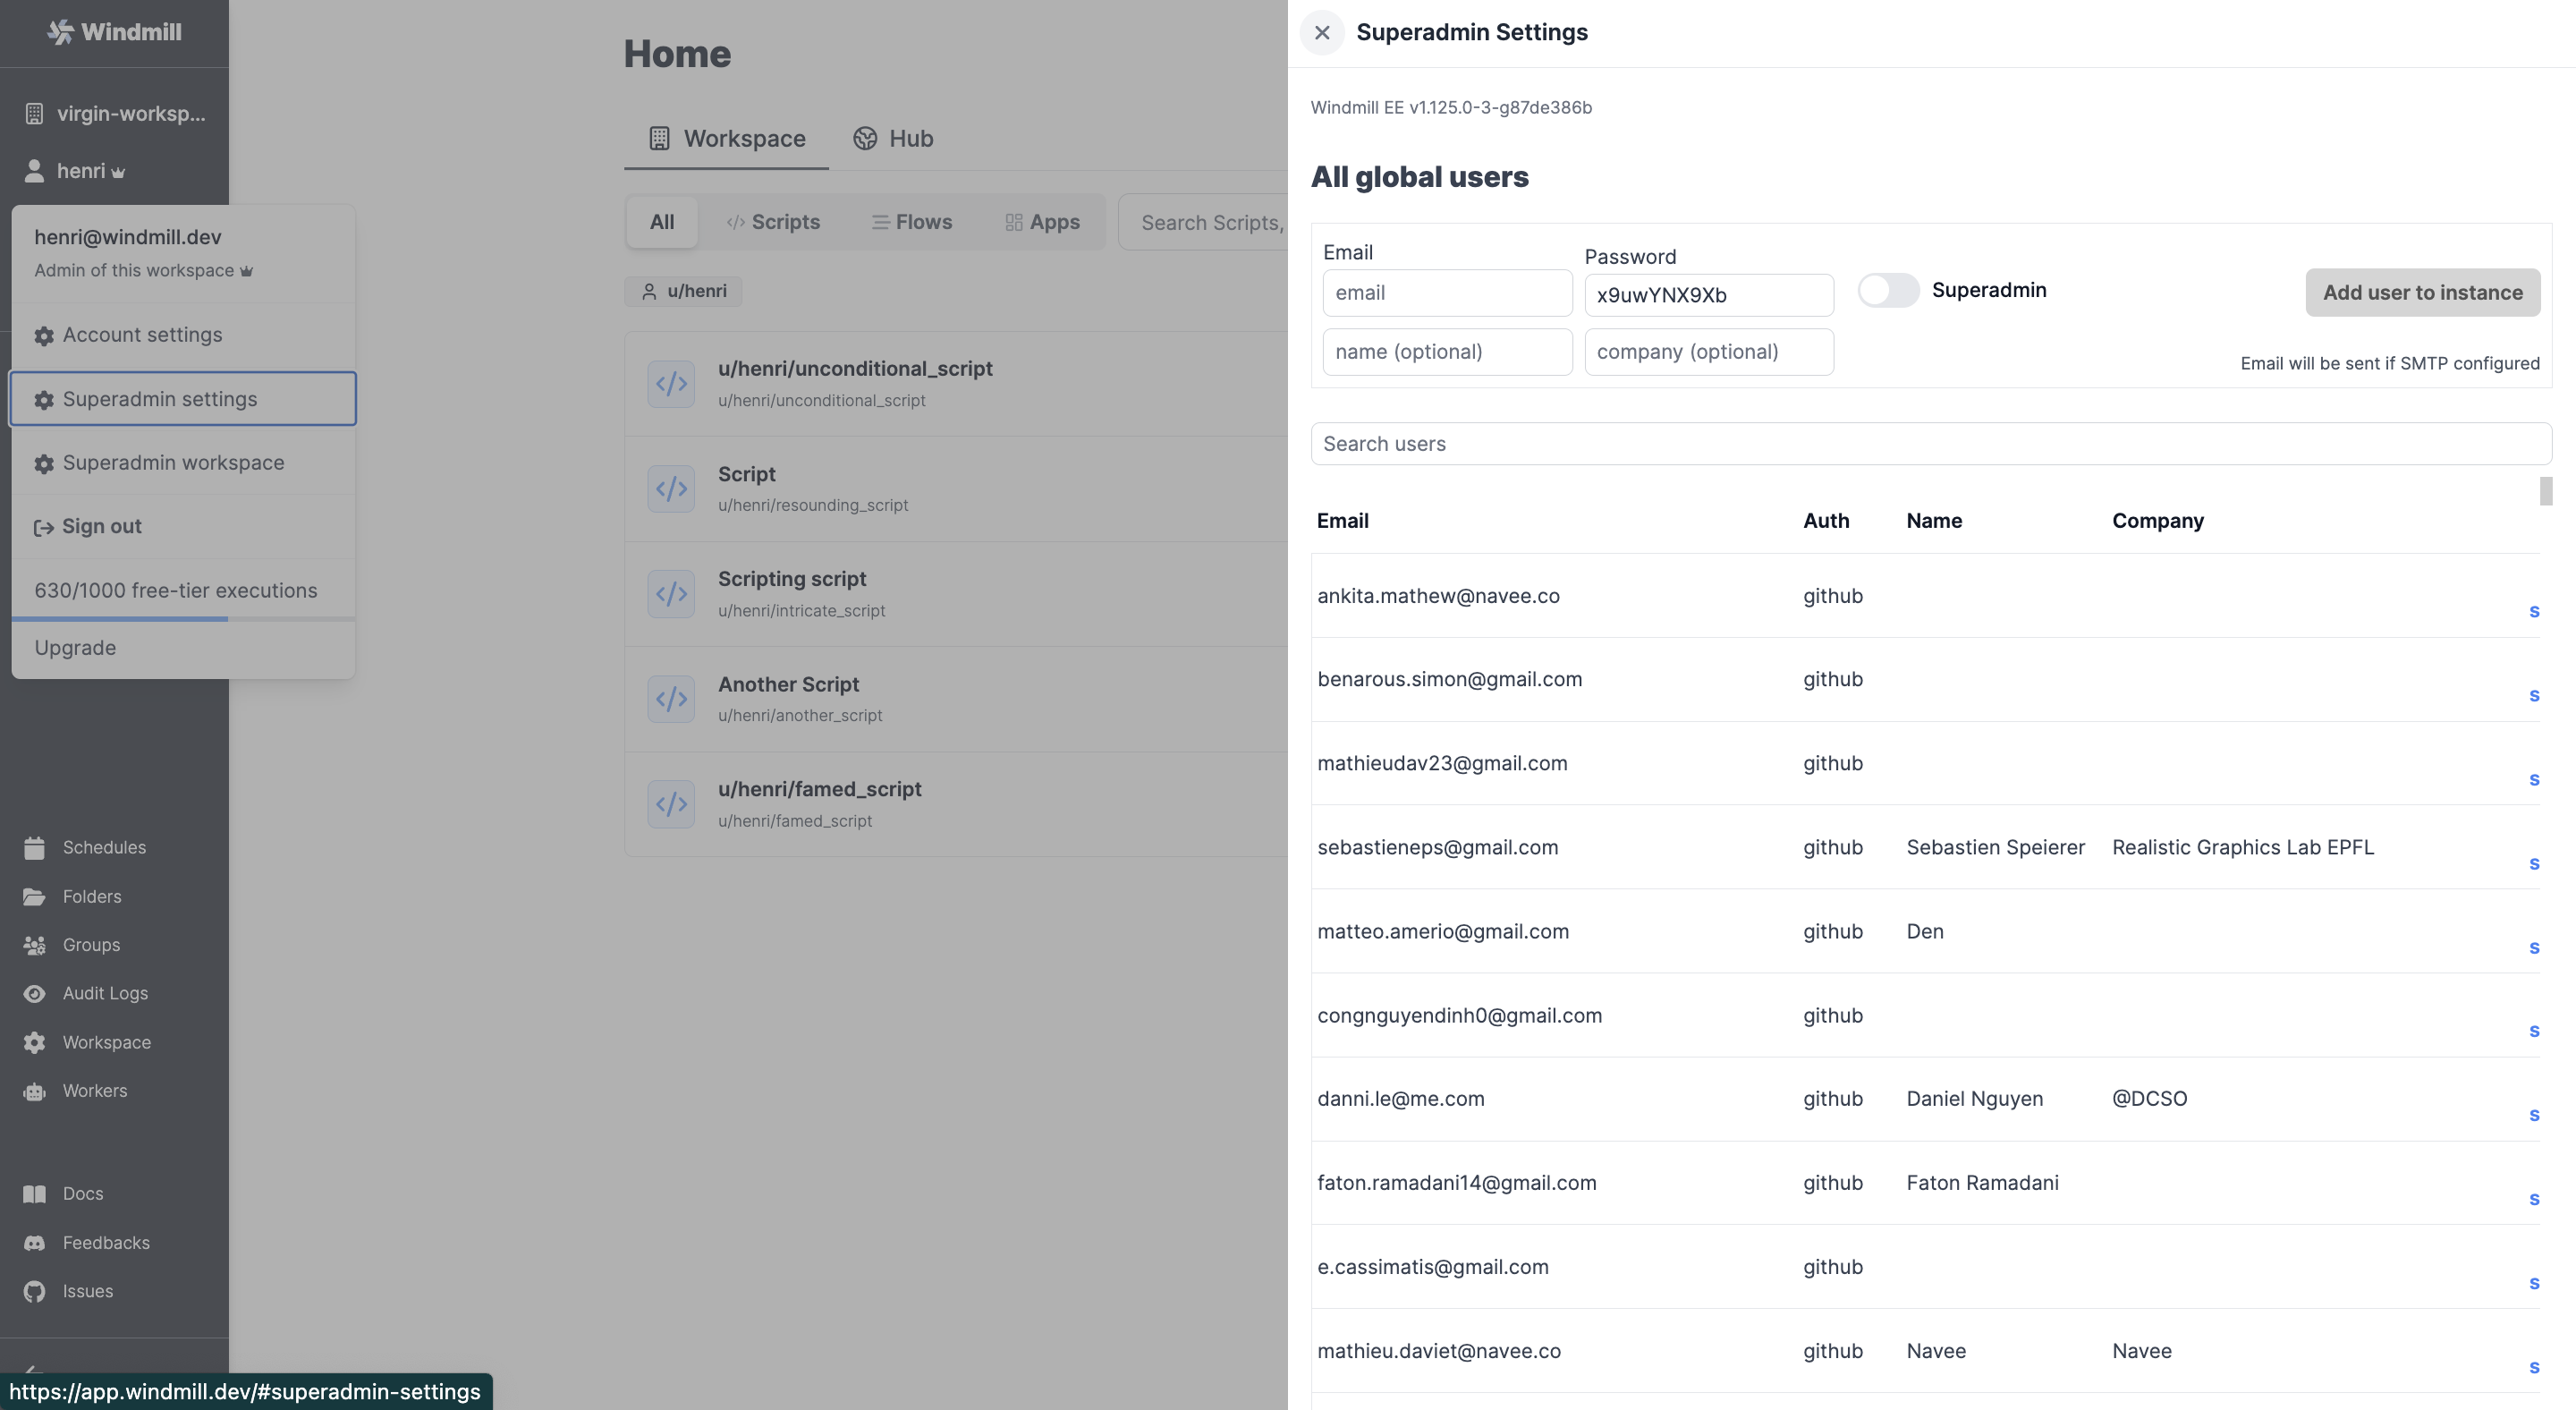 Windmill
virgin-worksp...
henri
henri@windmill.dev
Admin of this workspace
Account settings
Superadmin settings
Superadmin workspace
Sign out
630/1000 free-tier executions
Upgrade
Schedules
Folders
Groups
Audit Logs
Workspace
Workers
Docs
Feedbacks
Issues
https://app.windmill.dev/#superadmin-settings
Home
Workspace Hub
All Scripts Flows Apps Search Scripts,
u/henri
u/henri/unconditional_script
u/henri/unconditional_script
Script
u/henri/resounding_script
Scripting script
u/henri/intricate_script
Another Script
u/henri/another_script
u/henri/famed_script
u/henri/famed_script
Superadmin Settings
Windmill EE v1.125.0-3-g87de386b
All global users
Email Password
email x9uwYNX9Xb Superadmin Add user to instance
name (optional) company (optional)
Email will be sent if SMTP configured
Search users
Email Auth Name Company
ankita.mathew@navee.co github s
benarous.simon@gmail.com github s
mathieudav23@gmail.com github s
sebastieneps@gmail.com github Sebastien Speierer Realistic Graphics Lab EPFL s
matteo.amerio@gmail.com github Den s
congnguyendinh0@gmail.com github s
danni.le@me.com github Daniel Nguyen @DCSO s
faton.ramadani14@gmail.com github Faton Ramadani s
e.cassimatis@gmail.com github s
mathieu.daviet@navee.co github Navee Navee s